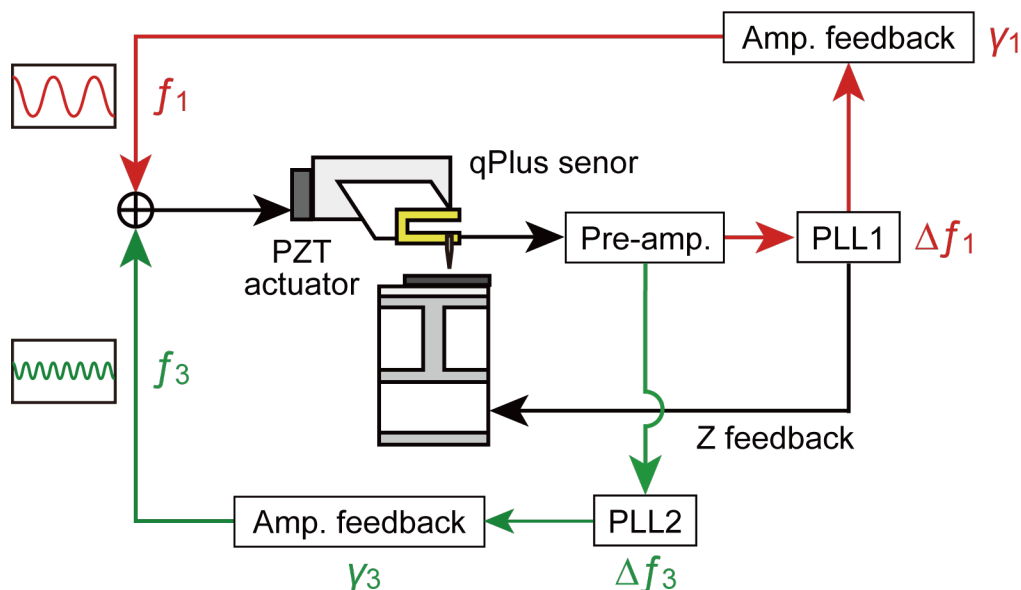 Amp. feedback
γ1
f1
qPlus senor
PZT
actuator
Pre-amp.
PLL1
Δf1
f3
Z feedback
Amp. feedback
PLL2
γ3
Δf3